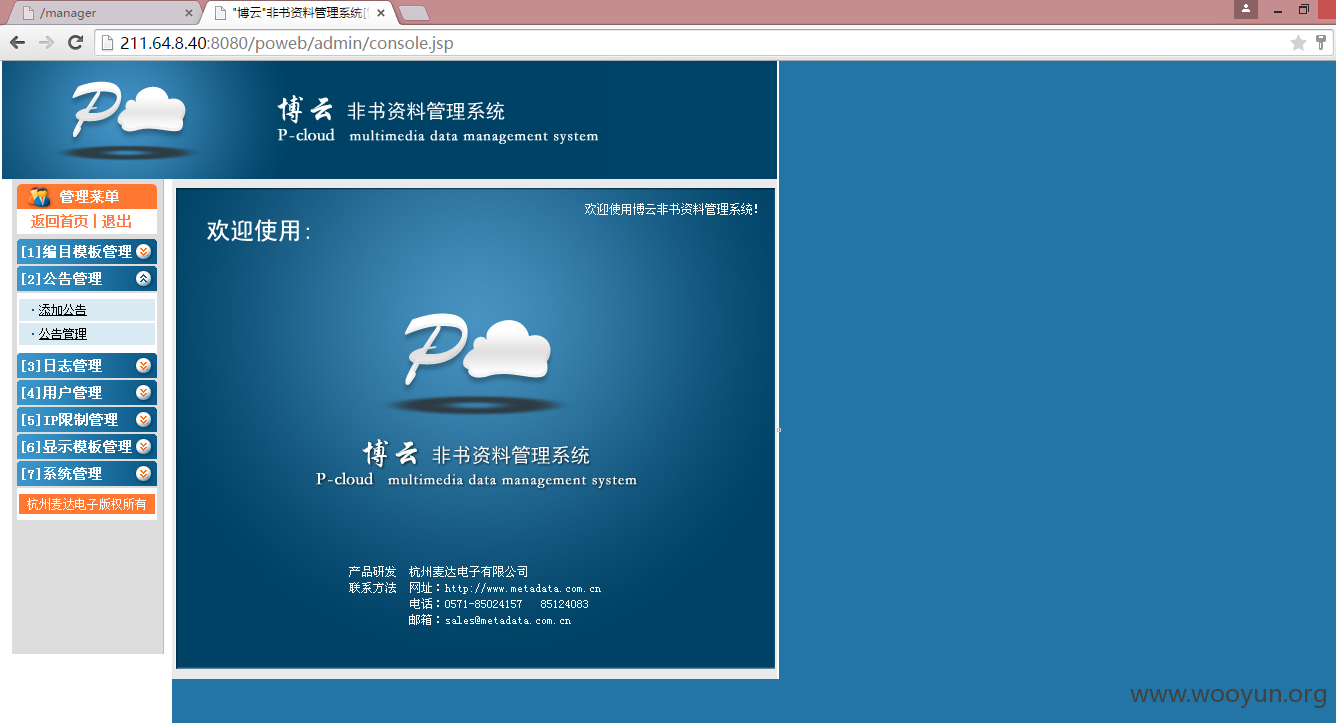 /manager
"博云"非书资料管理系统
211.64.8.40:8080/poweb/admin/console.jsp
P
博云 非书资料管理系统
P-cloud multimedia data management system
管理菜单
返回首页 | 退出
[1]编目模板管理
[2]公告管理
· 添加公告
· 公告管理
[3]日志管理
[4]用户管理
[5]IP限制管理
[6]显示模板管理
[7]系统管理
杭州麦达电子版权所有
欢迎使用博云非书资料管理系统!
欢迎使用:
P
博云 非书资料管理系统
P-cloud multimedia data management system
产品研发 杭州麦达电子有限公司
联系方法 网址:http://www.metadata.com.cn
电话:0571-85024157 85124083
邮箱:sales@metadata.com.cn
www.wooyun.org